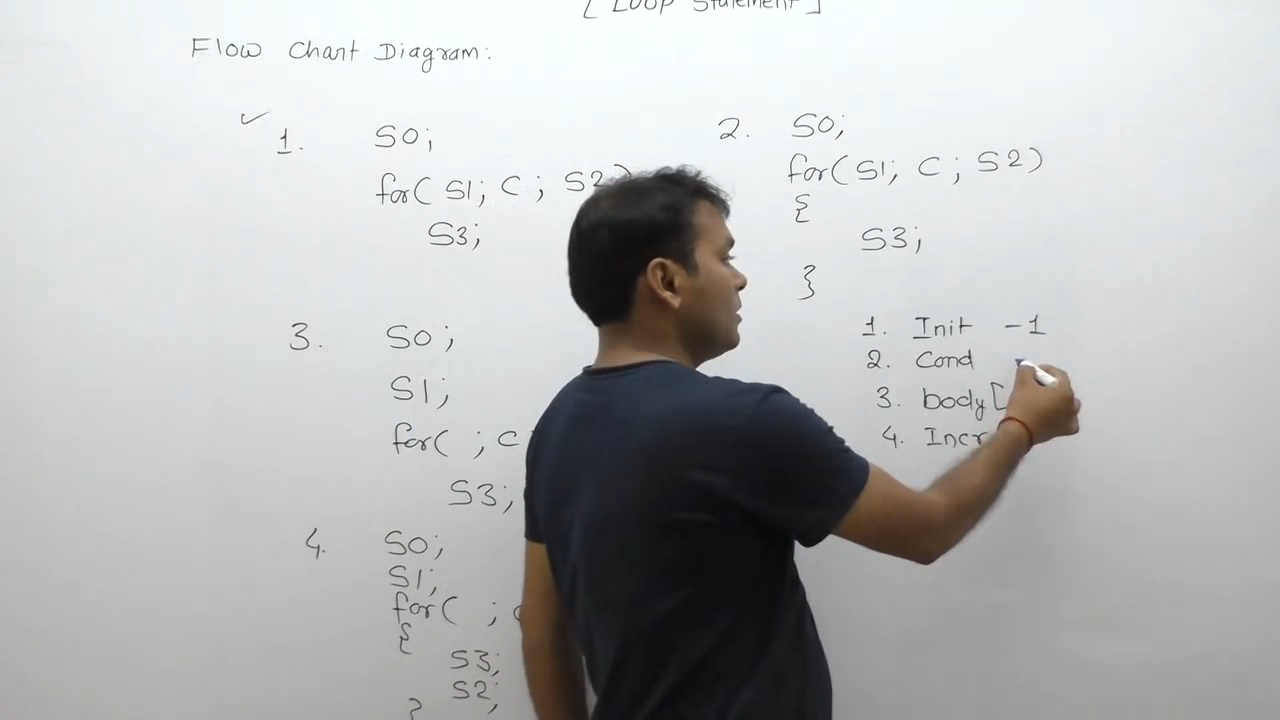 [ Loop Statement ]
Flow Chart Diagram:
1. S0;
for( S1; C ; S2)
S3;
2. S0;
for( S1; C ; S2)
{
S3;
}
1. Init -1
2. Cond
3. body [
4. Incr
3. S0;
S1;
for( ; C
S3;
4. S0;
S1;
for( ;
{
S3;
S2;
}